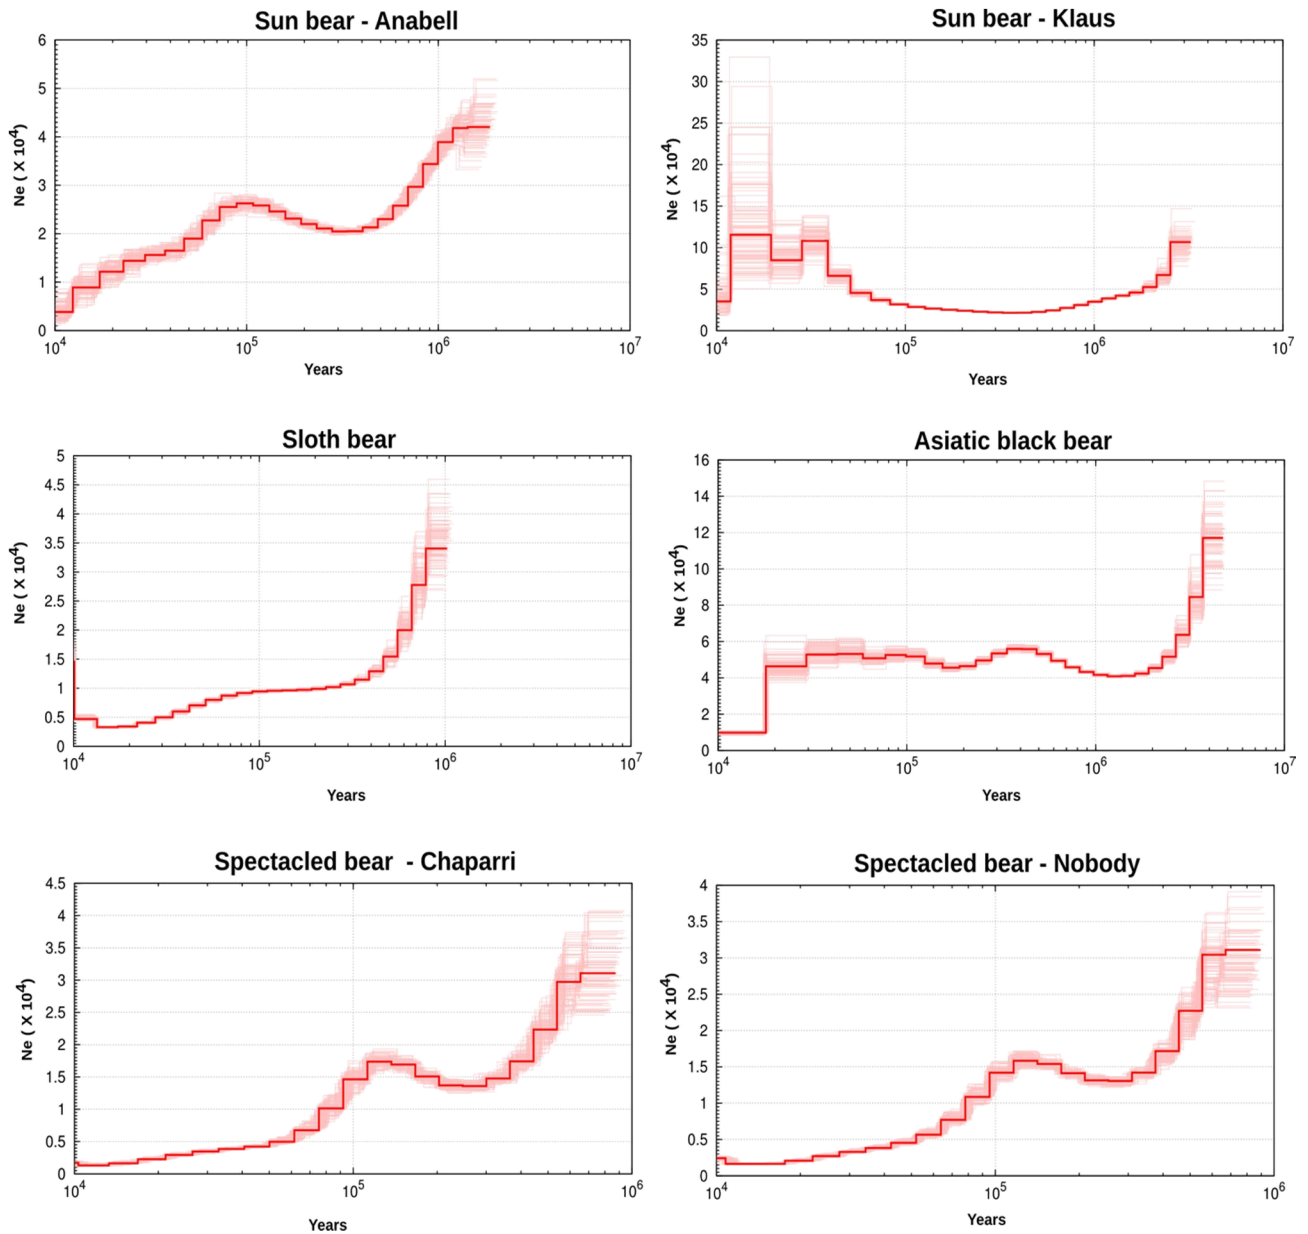 Sun bear - Anabell
6
5
4
3
2
1
0
Ne ( X 10⁴)
10⁴ 10⁵ 10⁶ 10⁷
Years
Sun bear - Klaus
35
30
25
20
15
10
5
0
Ne ( X 10⁴)
10⁴ 10⁵ 10⁶ 10⁷
Years
Sloth bear
5
4.5
4
3.5
3
2.5
2
1.5
1
0.5
0
Ne ( X 10⁴)
10⁴ 10⁵ 10⁶ 10⁷
Years
Asiatic black bear
16
14
12
10
8
6
4
2
0
Ne ( X 10⁴)
10⁴ 10⁵ 10⁶ 10⁷
Years
Spectacled bear - Chaparri
4.5
4
3.5
3
2.5
2
1.5
1
0.5
0
Ne ( X 10⁴)
10⁴ 10⁵ 10⁶
Years
Spectacled bear - Nobody
4
3.5
3
2.5
2
1.5
1
0.5
0
Ne ( X 10⁴)
10⁴ 10⁵ 10⁶
Years